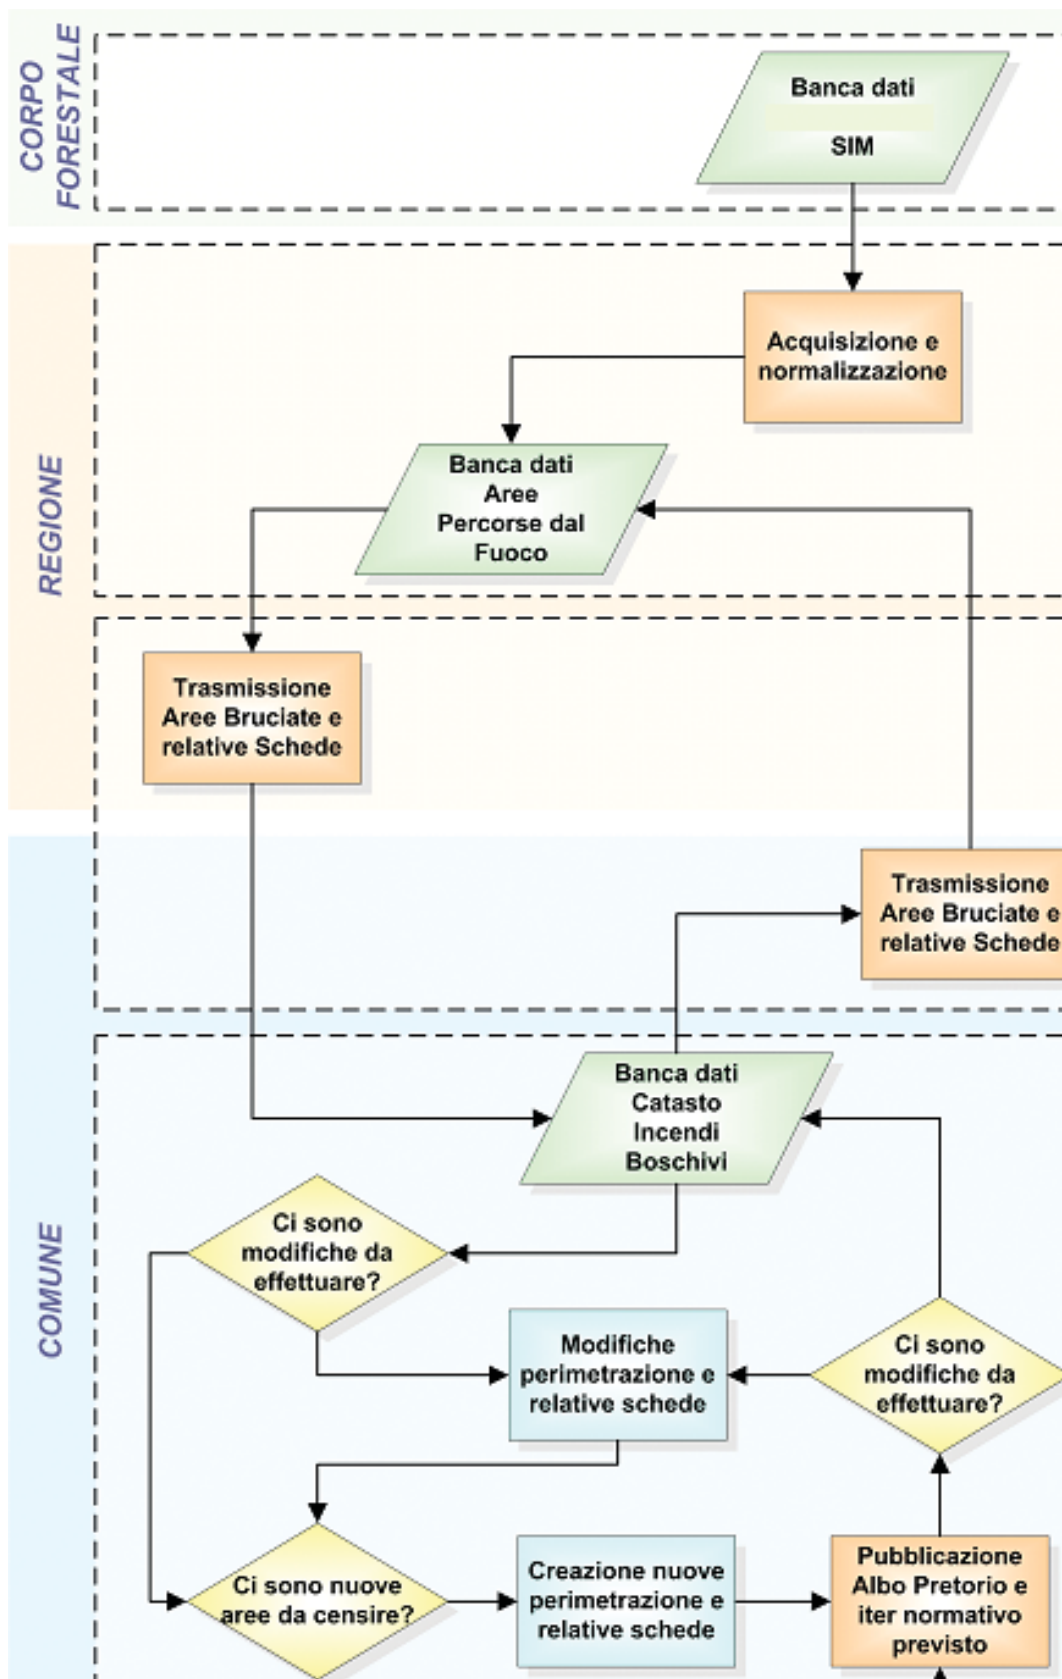 CORPO
FORESTALE
Banca dati
SIM
REGIONE
Acquisizione e
normalizzazione
Banca dati
Aree
Percorse dal
Fuoco
Trasmissione
Aree Bruciate e
relative Schede
COMUNE
Trasmissione
Aree Bruciate e
relative Schede
Banca dati
Catasto
Incendi
Boschivi
Ci sono
modifiche da
effettuare?
Modifiche
perimetrazione e
relative schede
Ci sono
modifiche da
effettuare?
Ci sono nuove
aree da censire?
Creazione nuove
perimetrazione e
relative schede
Pubblicazione
Albo Pretorio e
iter normativo
previsto